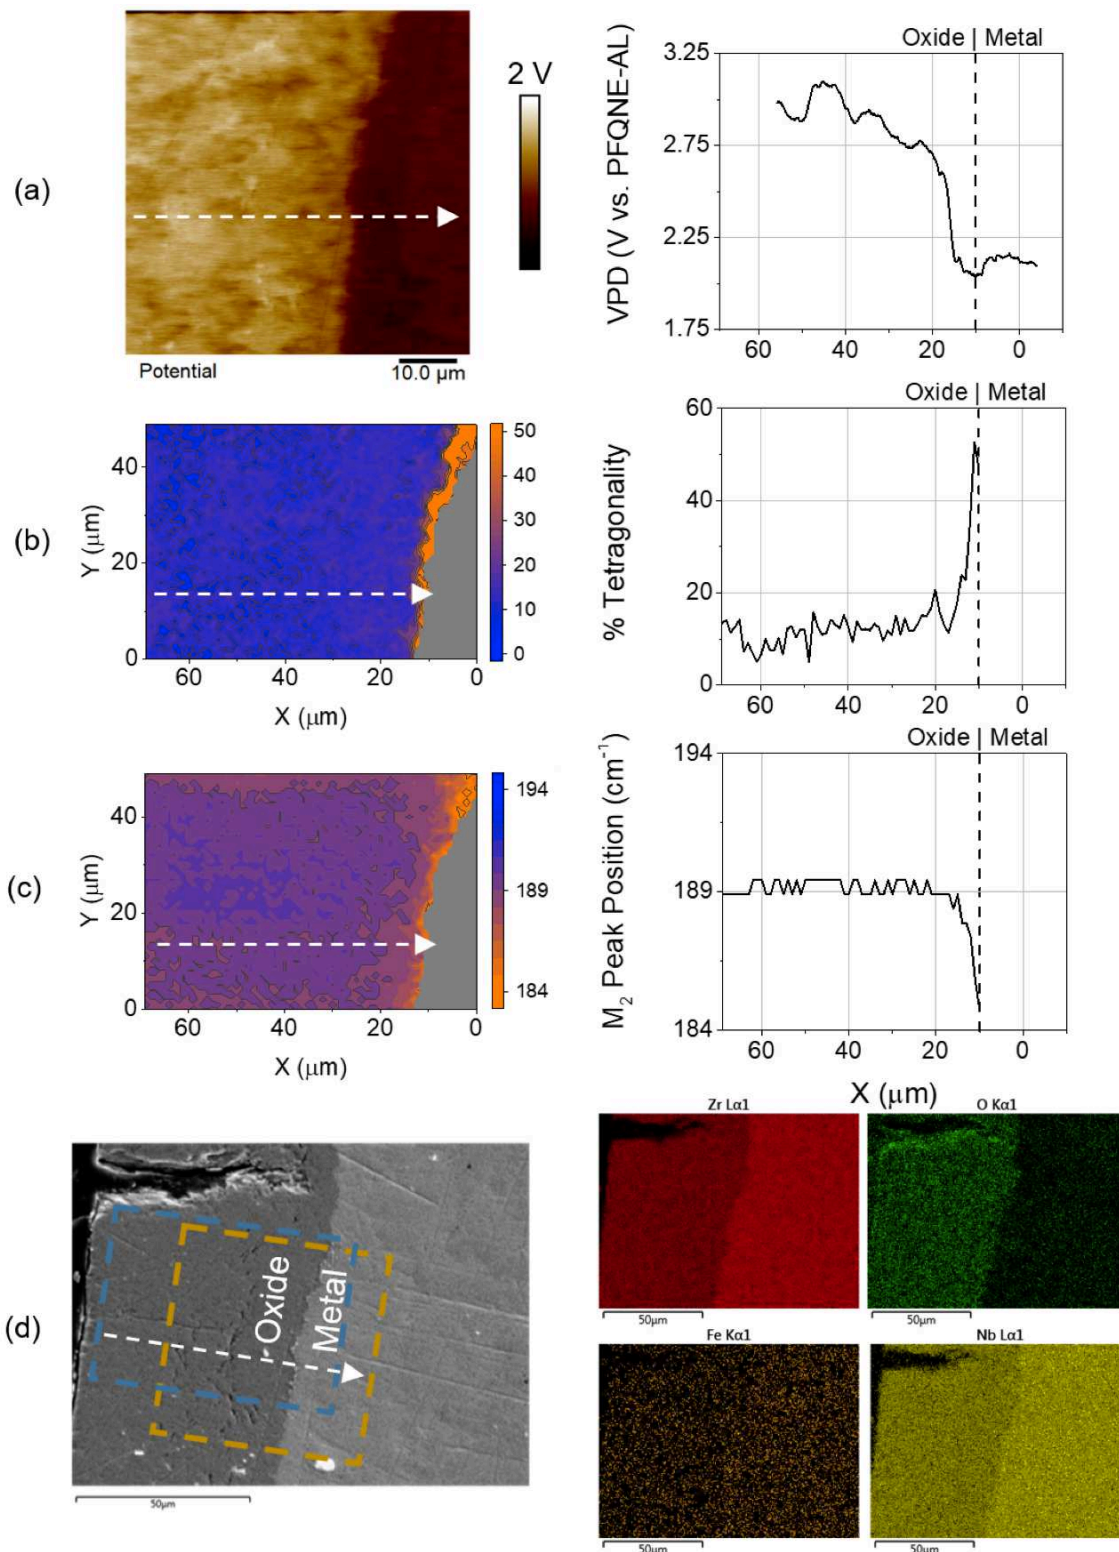 (a)
2 V
Potential
10.0 µm
Oxide | Metal
VPD (V vs. PFQNE-AL)
3.25
2.75
2.25
1.75
60
40
20
0
(b)
Y (µm)
40
20
0
60
40
20
0
X (µm)
50
40
30
20
10
0
Oxide | Metal
% Tetragonality
60
40
20
0
60
40
20
0
(c)
Y (µm)
40
20
0
60
40
20
0
X (µm)
194
189
184
Oxide | Metal
M2 Peak Position (cm-1)
194
189
184
60
40
20
0
X (µm)
(d)
Oxide
Metal
50µm
Zr Lα1
50µm
O Kα1
50µm
Fe Kα1
50µm
Nb Lα1
50µm